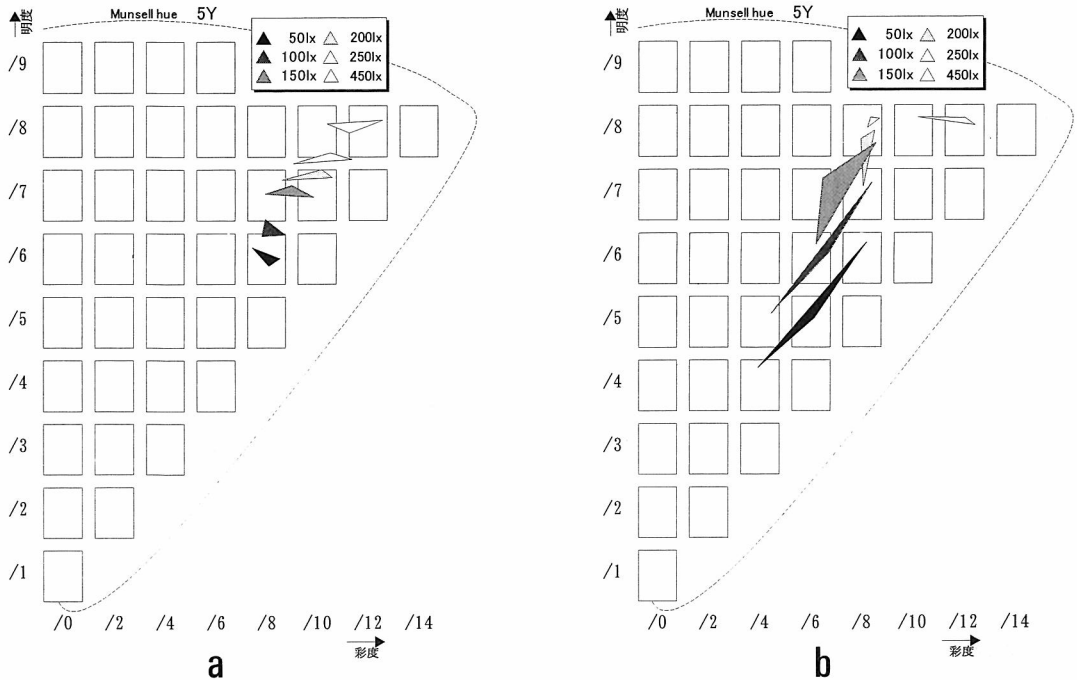 明度
Munsell hue 5Y
50lx 200lx
100lx 250lx
150lx 450lx
/9
/8
/7
/6
/5
/4
/3
/2
/1
/0 /2 /4 /6 /8 /10 /12 /14
彩度
a
明度
Munsell hue 5Y
50lx 200lx
100lx 250lx
150lx 450lx
/9
/8
/7
/6
/5
/4
/3
/2
/1
/0 /2 /4 /6 /8 /10 /12 /14
彩度
b